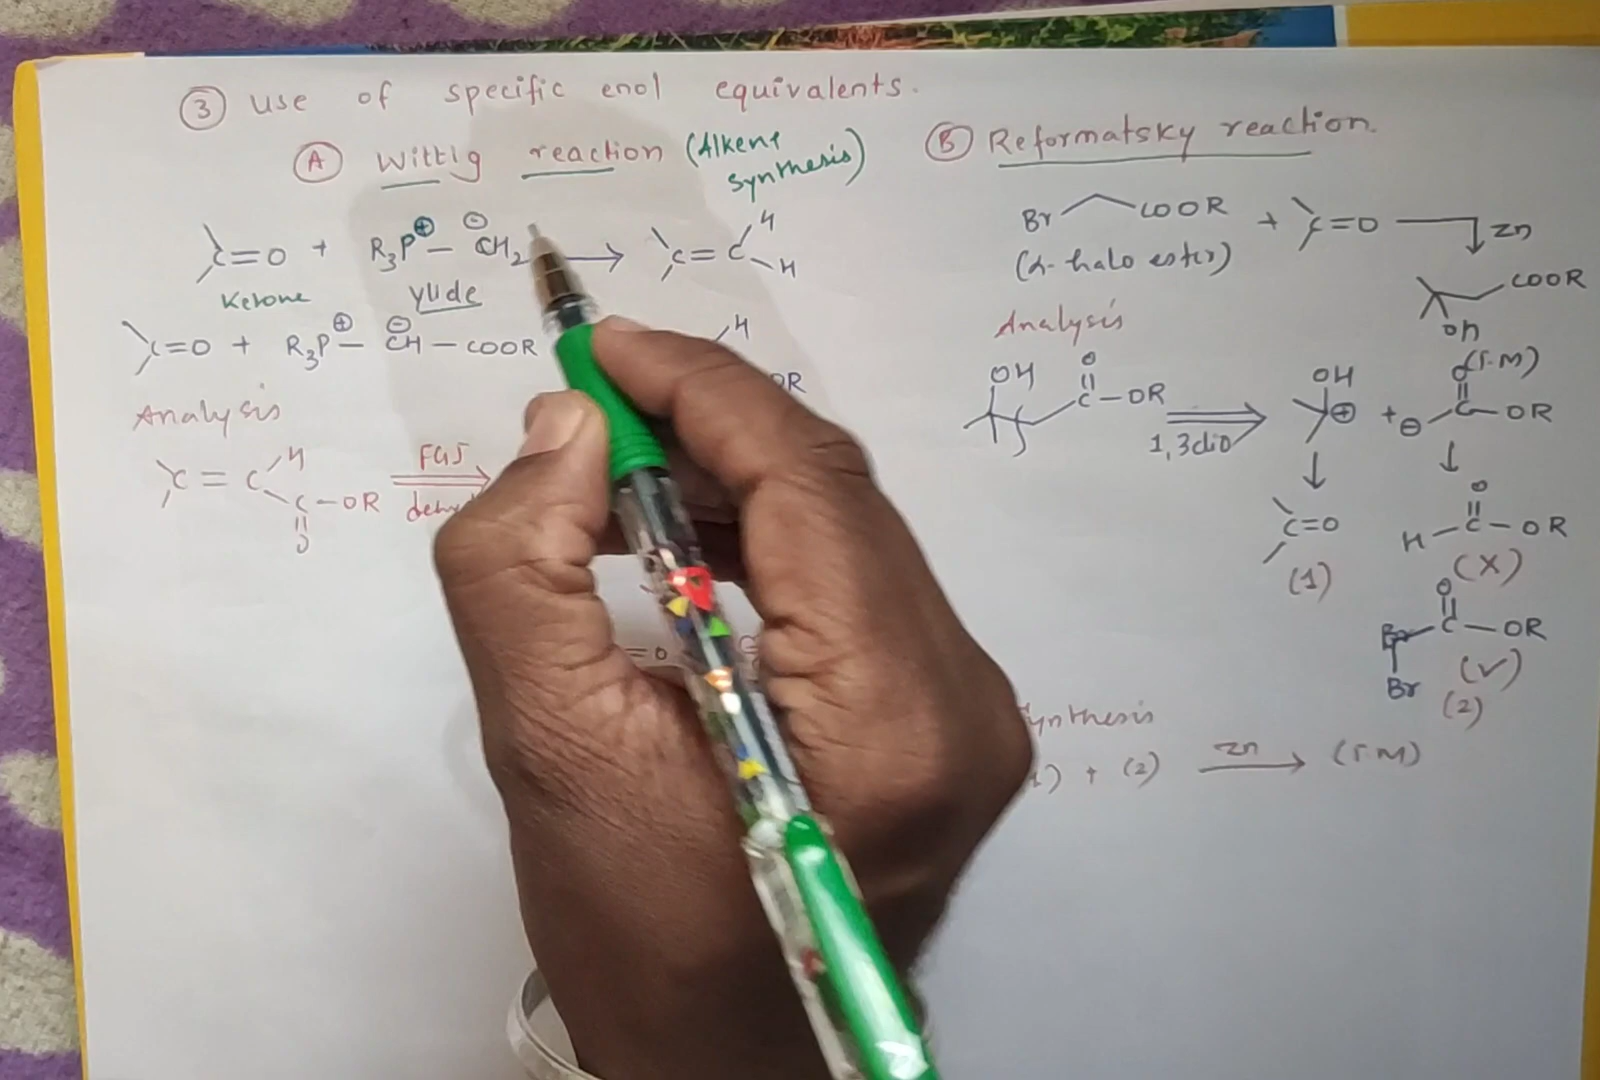 ③ use of specific enol equivalents.
Ⓐ Wittig reaction (Alkene synthesis)
C=O + R₃P⊕ — ⊖CH₂ → C=C H H
Ketone
ylide
C=O + R₃P⊕ — ⊖CH — COOR H OR
Analysis
C = C H C – OR O FGI
= O
Ⓑ Reformatsky reaction.
Br COOR + C=O Zn
(α-halo ester)
COOR
OH
(T.M)
Analysis
OH O C – OR 1,3 dio OH ⊕ + ⊖ O C – OR
C=O
(1)
O
H – C – OR
(X)
O
C – OR
Br
(✓)
(2)
Synthesis
1) + (2) Zn (T.M)